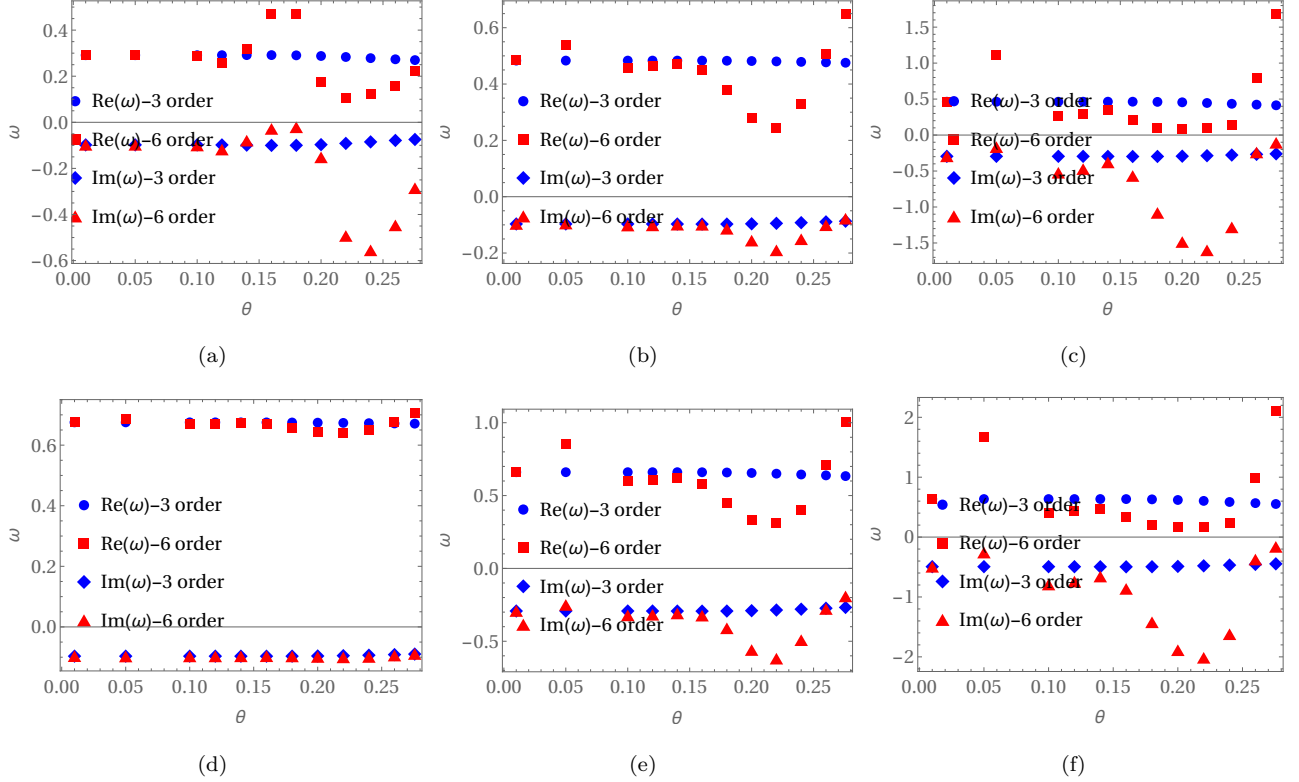 0.4
0.2
0.0
−0.2
−0.4
−0.6
ω
Re(ω)–3 order
Re(ω)–6 order
Im(ω)–3 order
Im(ω)–6 order
0.00 0.05 0.10 0.15 0.20 0.25
θ
(a)
0.6
0.4
0.2
0.0
−0.2
ω
Re(ω)–3 order
Re(ω)–6 order
Im(ω)–3 order
Im(ω)–6 order
0.00 0.05 0.10 0.15 0.20 0.25
θ
(b)
1.5
1.0
0.5
0.0
−0.5
−1.0
−1.5
ω
Re(ω)–3 order
Re(ω)–6 order
Im(ω)–3 order
Im(ω)–6 order
0.00 0.05 0.10 0.15 0.20 0.25
θ
(c)
0.6
0.4
0.2
0.0
ω
Re(ω)–3 order
Re(ω)–6 order
Im(ω)–3 order
Im(ω)–6 order
0.00 0.05 0.10 0.15 0.20 0.25
θ
(d)
1.0
0.5
0.0
−0.5
ω
Re(ω)–3 order
Re(ω)–6 order
Im(ω)–3 order
Im(ω)–6 order
0.00 0.05 0.10 0.15 0.20 0.25
θ
(e)
2
1
0
−1
−2
ω
Re(ω)–3 order
Re(ω)–6 order
Im(ω)–3 order
Im(ω)–6 order
0.00 0.05 0.10 0.15 0.20 0.25
θ
(f)